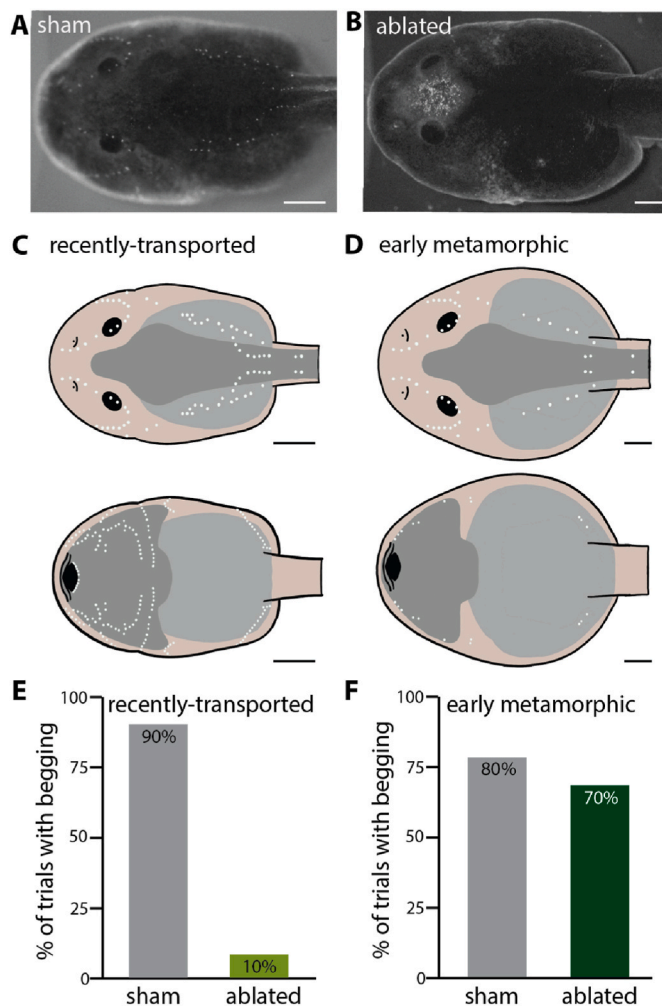 A sham
B ablated
C recently-transported
D early metamorphic
E
recently-transported
% of trials with begging
100
75
50
25
0
90%
10%
sham
ablated
F
early metamorphic
% of trials with begging
100
75
50
25
0
80%
70%
sham
ablated